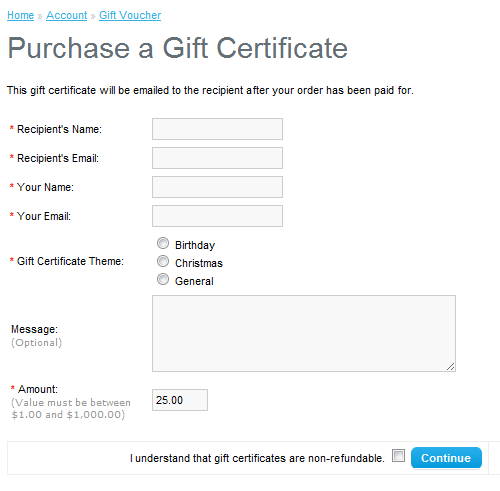 Home » Account » Gift Voucher
Purchase a Gift Certificate
This gift certificate will be emailed to the recipient after your order has been paid for.
* Recipient's Name:
* Recipient's Email:
* Your Name:
* Your Email:
Birthday
* Gift Certificate Theme: Christmas
General
Message:
(Optional)
* Amount:
(Value must be between
$1.00 and $1,000.00)
25.00
I understand that gift certificates are non-refundable. Continue